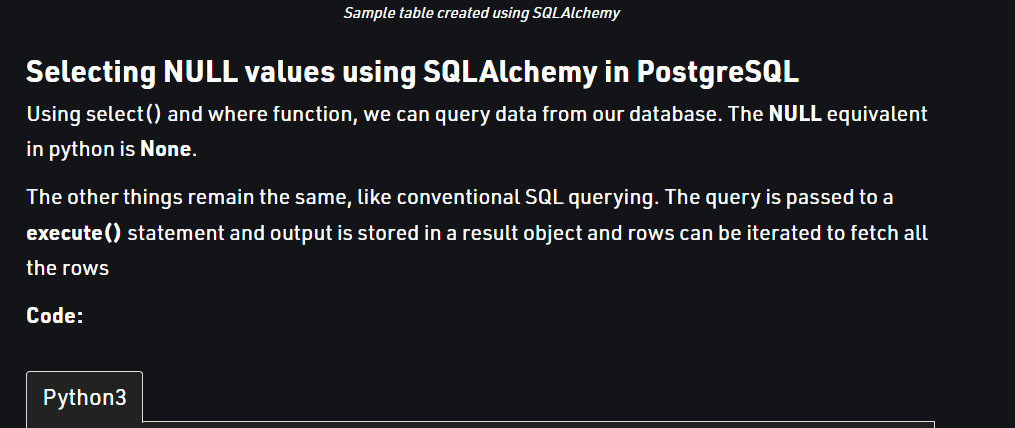 Sample table created using SQLAlchemy
Selecting NULL values using SQLAlchemy in PostgreSQL
Using select() and where function, we can query data from our database. The NULL equivalent
in python is None.
The other things remain the same, like conventional SQL querying. The query is passed to a
execute() statement and output is stored in a result object and rows can be iterated to fetch all
the rows
Code:
Python3